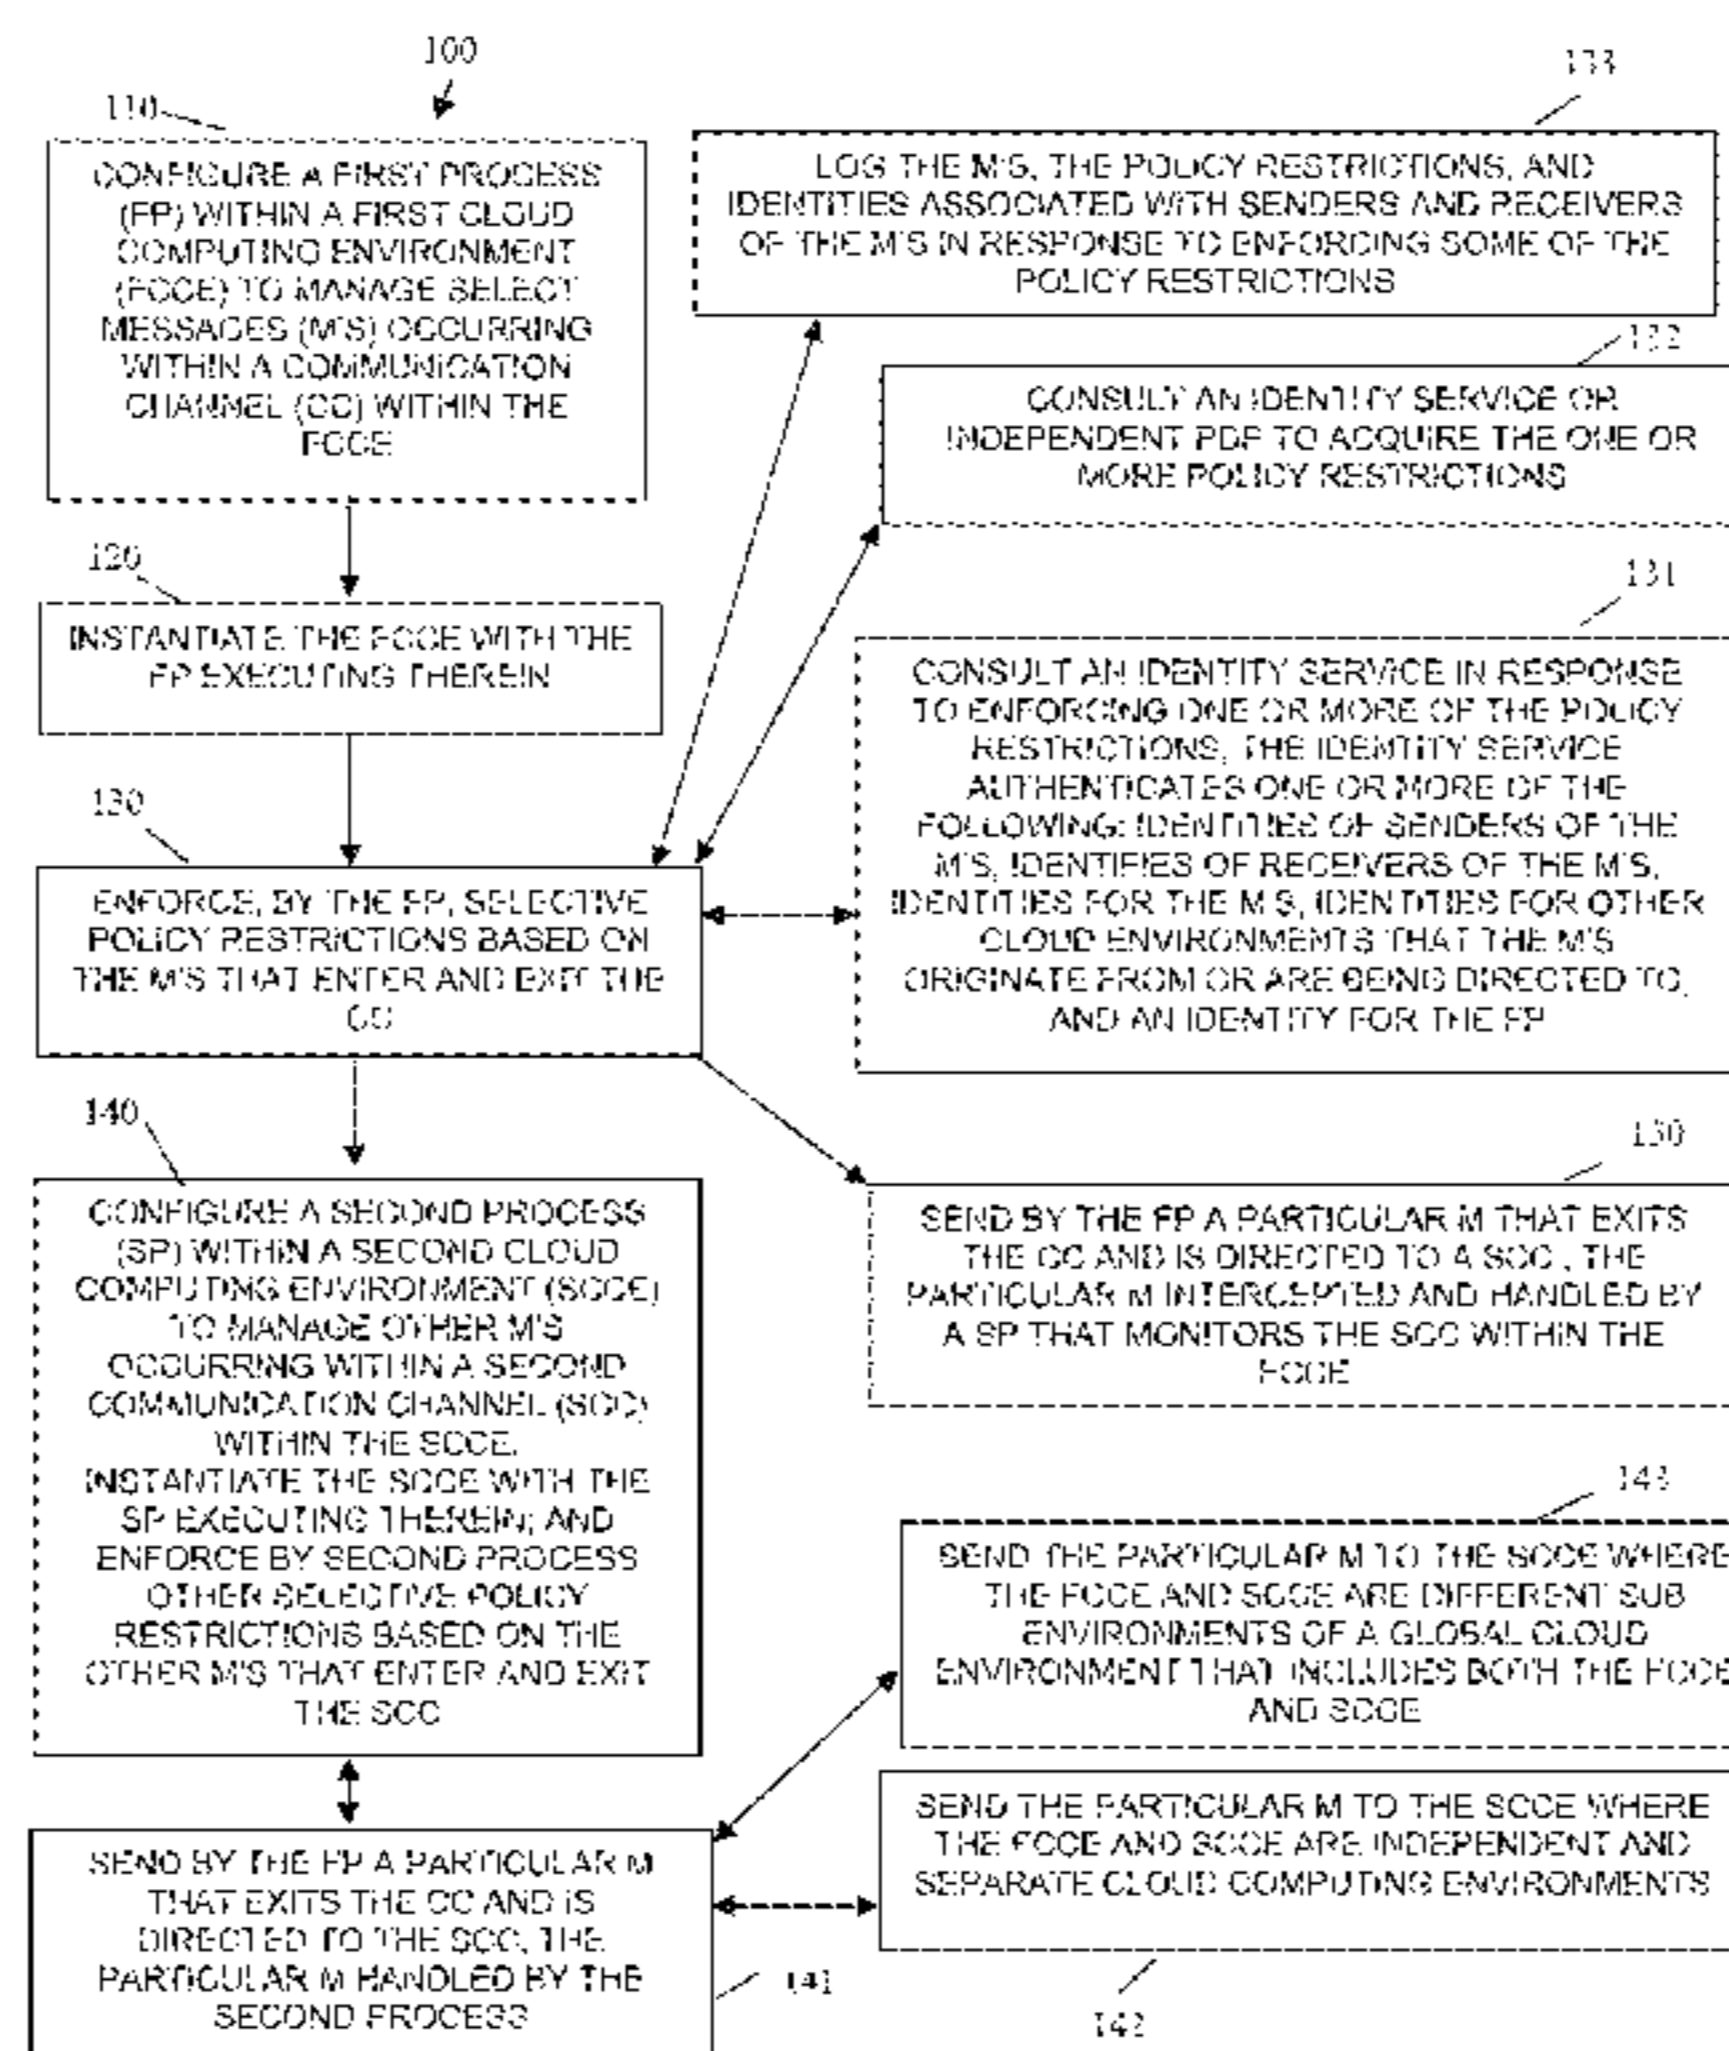 100
110
CONFIGURE A FIRST PROCESS
(FP) WITHIN A FIRST CLOUD
COMPUTING ENVIRONMENT
(FCCE) TO MANAGE SELECT
MESSAGES (M'S) OCCURRING
WITHIN A COMMUNICATION
CHANNEL (CC) WITHIN THE
FCCE
120
INSTANTIATE THE FCCE WITH THE
FP EXECUTING THEREIN
130
ENFORCE, BY THE FP, SELECTIVE
POLICY RESTRICTIONS BASED ON
THE M'S THAT ENTER AND EXIT THE
CC
133
LOG THE M'S, THE POLICY RESTRICTIONS, AND
IDENTITIES ASSOCIATED WITH SENDERS AND RECEIVERS
OF THE M'S IN RESPONSE TO ENFORCING SOME OF THE
POLICY RESTRICTIONS
132
CONSULT AN IDENTITY SERVICE OR
INDEPENDENT PDP TO ACQUIRE THE ONE OR
MORE POLICY RESTRICTIONS
131
CONSULT AN IDENTITY SERVICE IN RESPONSE
TO ENFORCING ONE OR MORE OF THE POLICY
RESTRICTIONS, THE IDENTITY SERVICE
AUTHENTICATES ONE OR MORE OF THE
FOLLOWING: IDENTITIES OF SENDERS OF THE
M'S, IDENTIFIES OF RECEIVERS OF THE M'S,
IDENTITIES FOR THE M'S, IDENTITIES FOR OTHER
CLOUD ENVIRONMENTS THAT THE M'S
ORIGINATE FROM OR ARE BEING DIRECTED TO,
AND AN IDENTITY FOR THE FP
140
CONFIGURE A SECOND PROCESS
(SP) WITHIN A SECOND CLOUD
COMPUTING ENVIRONMENT (SCCE)
TO MANAGE OTHER M'S
OCCURRING WITHIN A SECOND
COMMUNICATION CHANNEL (SCC)
WITHIN THE SCCE,
INSTANTIATE THE SCCE WITH THE
SP EXECUTING THEREIN; AND
ENFORCE BY SECOND PROCESS
OTHER SELECTIVE POLICY
RESTRICTIONS BASED ON THE
OTHER M'S THAT ENTER AND EXIT
THE SCC
150
SEND BY THE FP A PARTICULAR M THAT EXITS
THE CC AND IS DIRECTED TO A SCC , THE
PARTICULAR M INTERCEPTED AND HANDLED BY
A SP THAT MONITORS THE SCC WITHIN THE
FCCE
143
SEND THE PARTICULAR M TO THE SCCE WHERE
THE FCCE AND SCCE ARE DIFFERENT SUB
ENVIRONMENTS OF A GLOBAL CLOUD
ENVIRONMENT THAT INCLUDES BOTH THE FCCE
AND SCCE
SEND THE PARTICULAR M TO THE SCCE WHERE
THE FCCE AND SCCE ARE INDEPENDENT AND
SEPARATE CLOUD COMPUTING ENVIRONMENTS
142
SEND BY THE FP A PARTICULAR M
THAT EXITS THE CC AND IS
DIRECTED TO THE SCC, THE
PARTICULAR M HANDLED BY THE
SECOND PROCESS
141